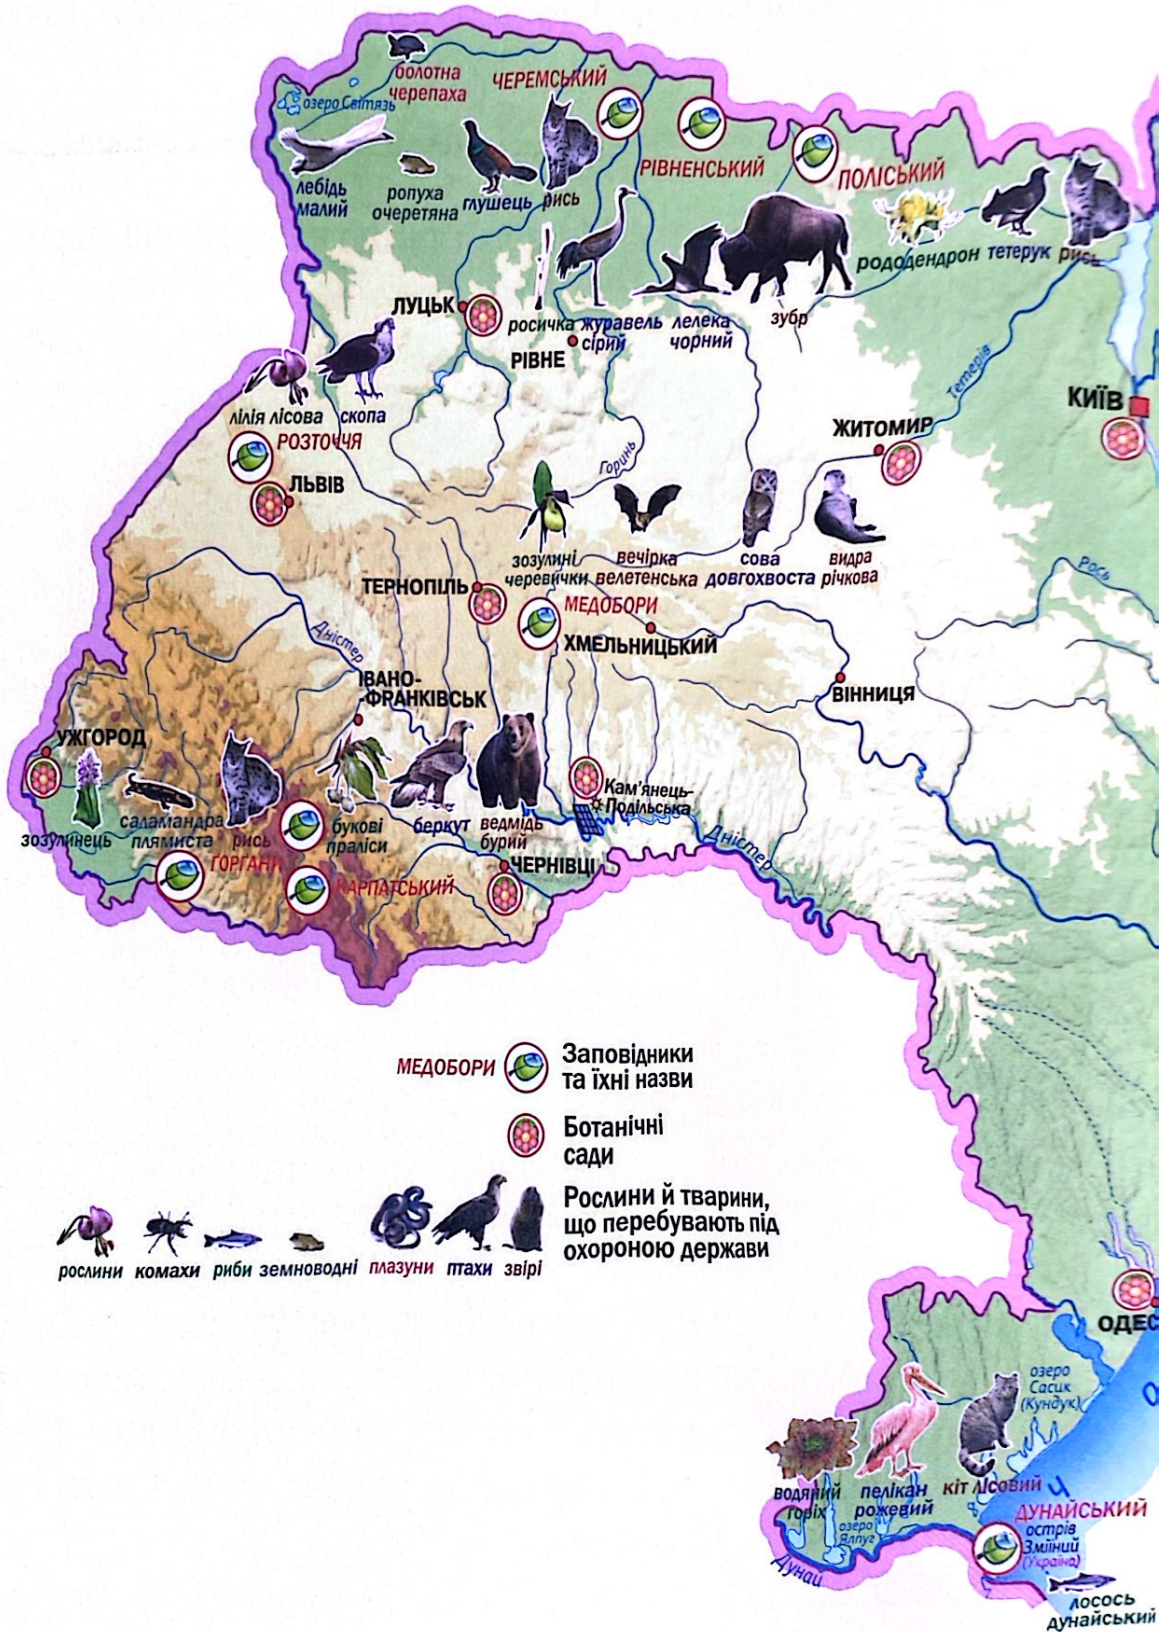 болотна
черепаха
ЧЕРЕМСЬКИЙ
озеро Світязь
РІВНЕНСЬКИЙ
ПОЛІСЬКИЙ
лебідь
малий
ропуха
очеретяна
глушець
рись
рододендрон
тетерук
рись
ЛУЦЬК
росичка
журавель
сірий
лелека
чорний
зубр
РІВНЕ
Тетерів
КИЇВ
лілія лісова
скопа
РОЗТОЧЧЯ
ЖИТОМИР
ЛЬВІВ
Горинь
зозулині
черевички
вечірка
велетенська
сова
довгохвоста
видра
річкова
Рось
ТЕРНОПІЛЬ
МЕДОБОРИ
ХМЕЛЬНИЦЬКИЙ
Дністер
ІВАНО-
-ФРАНКІВСЬК
ВІННИЦЯ
УЖГОРОД
Кам'янець-
Подільська
зозулинець
саламандра
плямиста
рись
букові
праліси
беркут
ведмідь
бурий
Дністер
ГОРГАНИ
КАРПАТСЬКИЙ
ЧЕРНІВЦІ
МЕДОБОРИ
Заповідники
та їхні назви
Ботанічні
сади
Рослини й тварини,
що перебувають під
охороною держави
рослини комахи риби земноводні плазуни птахи звірі
ОДЕС
озеро
Сасик
(Кундук)
водяний
горіх
пелікан
рожевий
кіт лісовий
озеро
Ялпуг
Дунай
ДУНАЙСЬКИЙ
острів
Зміїний
(Україна)
лосось
дунайський